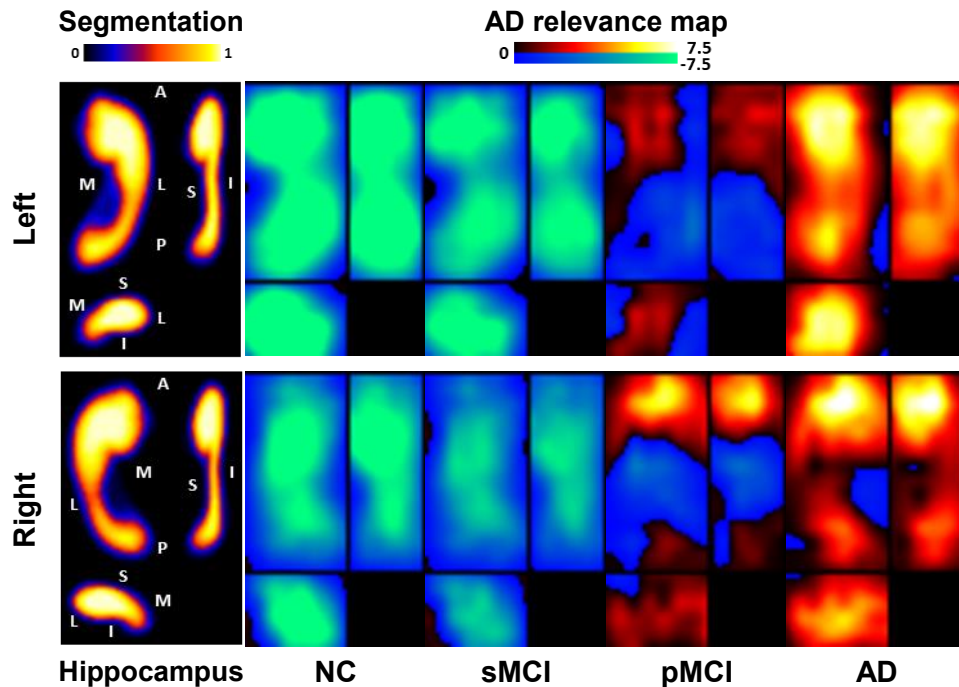 Segmentation
AD relevance map
0 1
0 7.5
-7.5
Left
A
M L S I
P
S
M L
I
Right
A
M
L S I
P
S
M
L I
Hippocampus NC sMCI pMCI AD